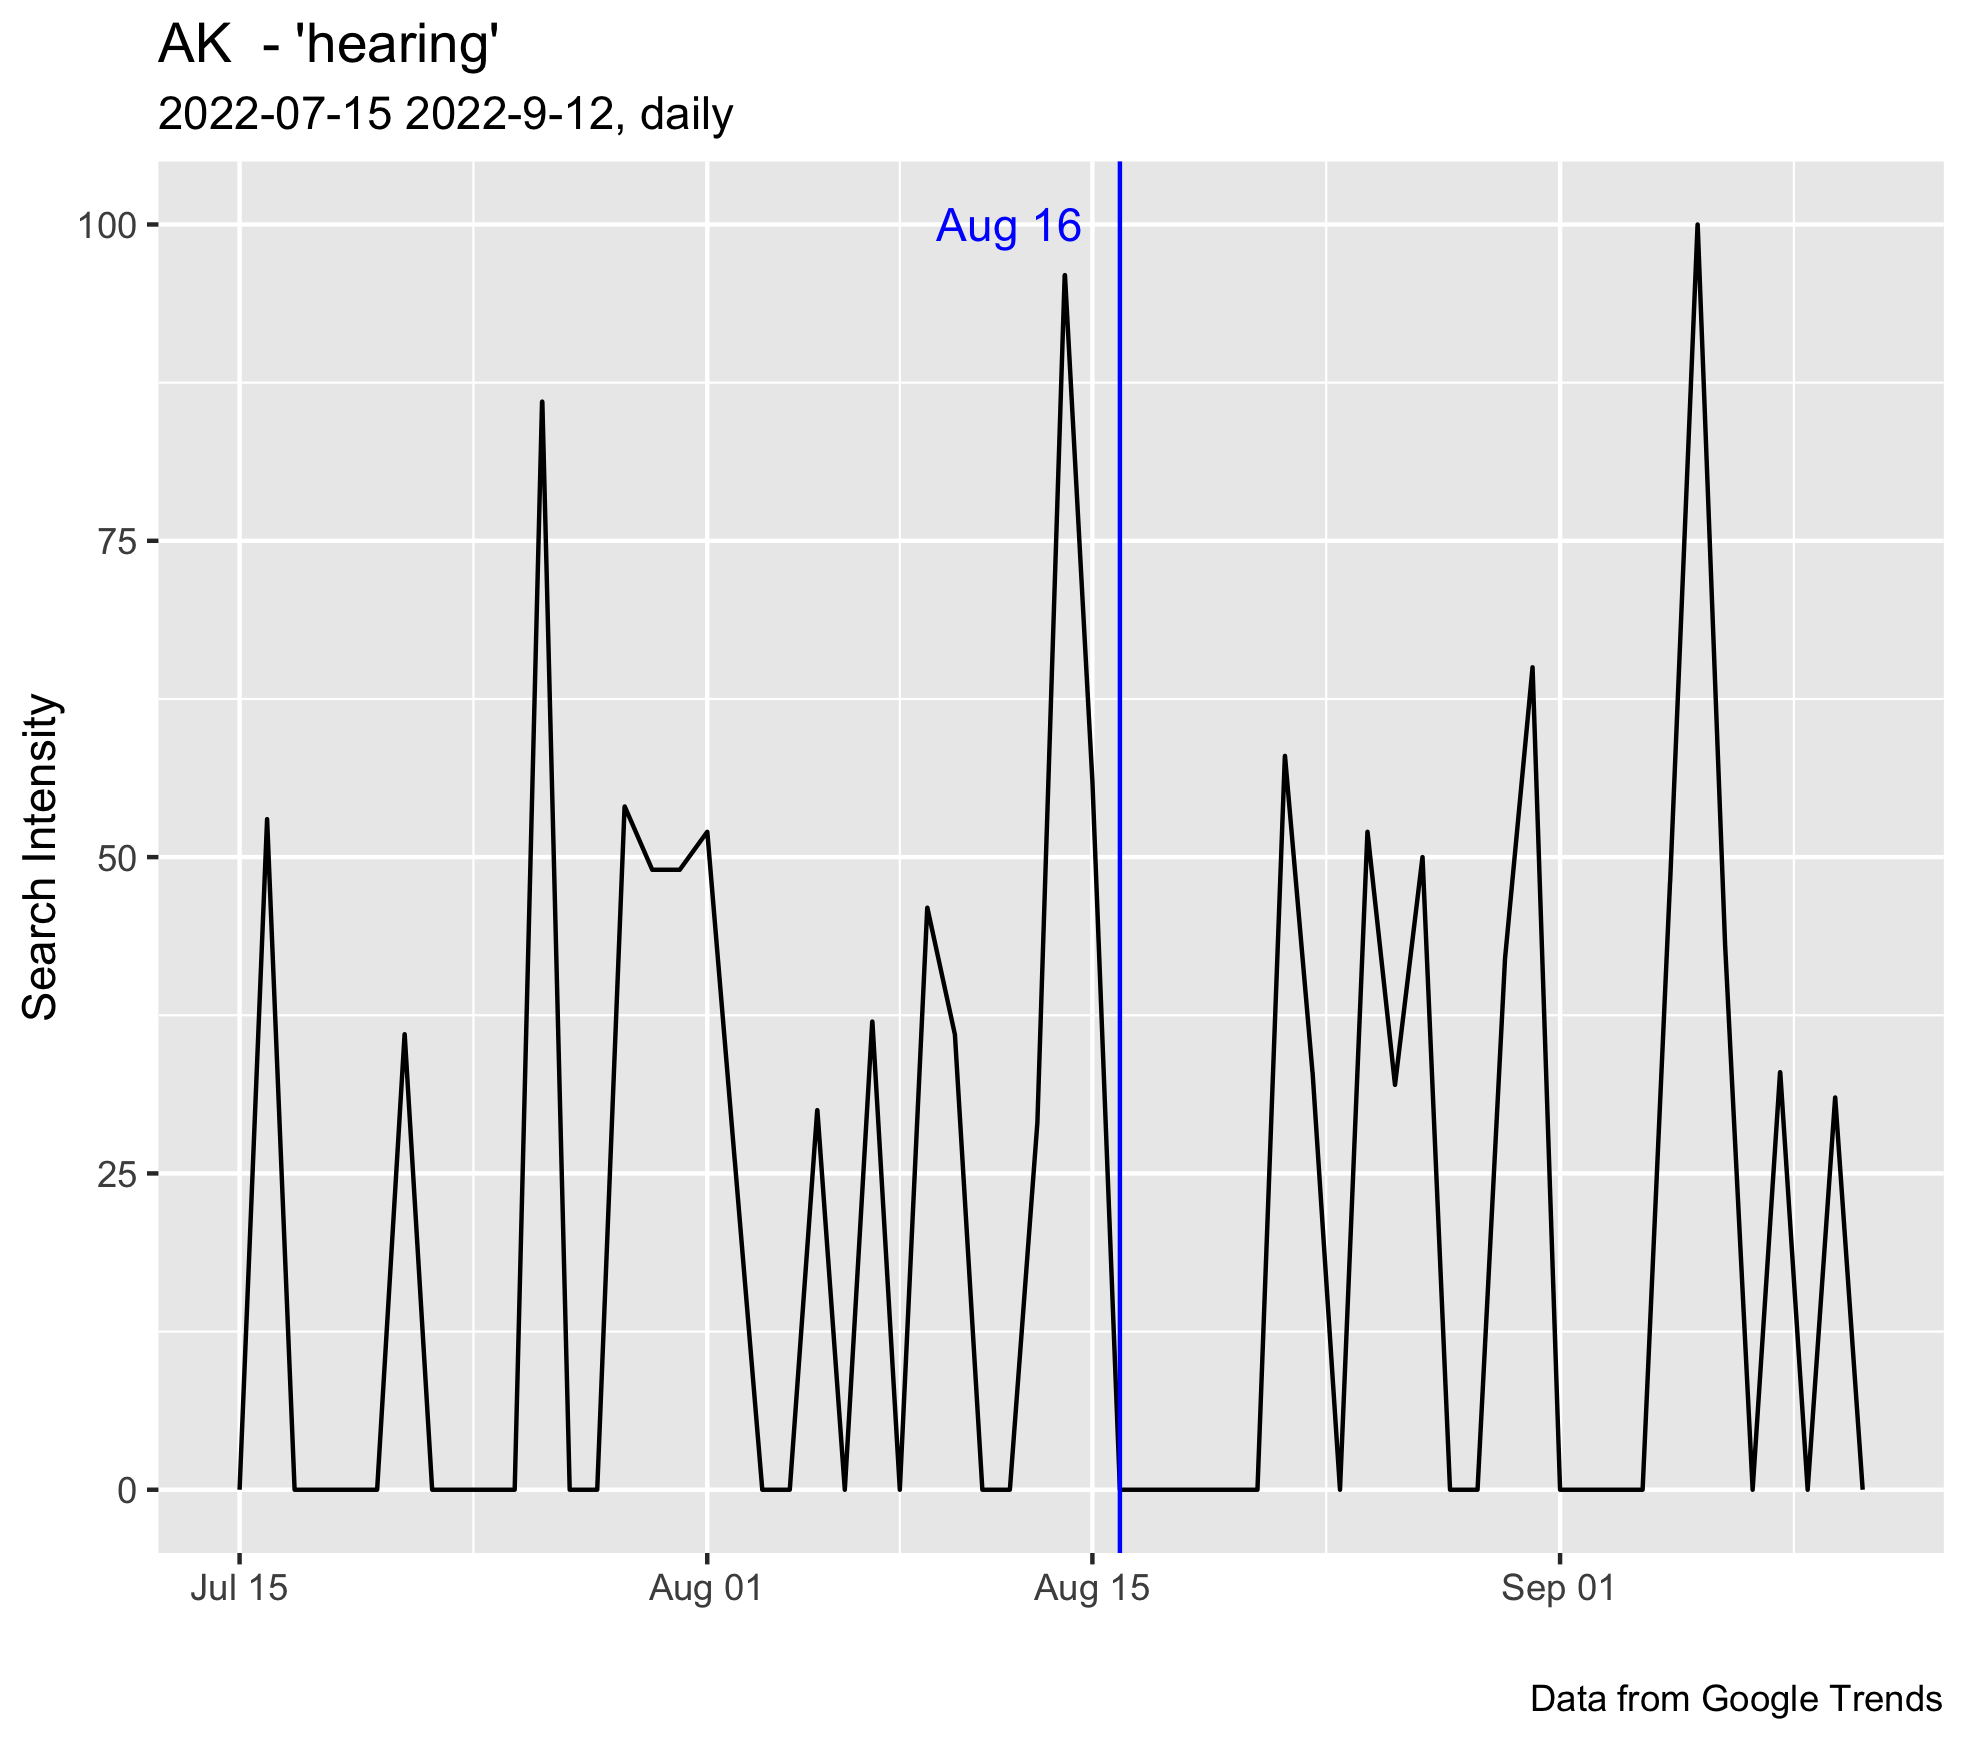 AK  - 'hearing'
2022-07-15 2022-9-12, daily
Aug 16
100
75
50
25
0
Search Intensity
Jul 15
Aug 01
Aug 15
Sep 01
Data from Google Trends